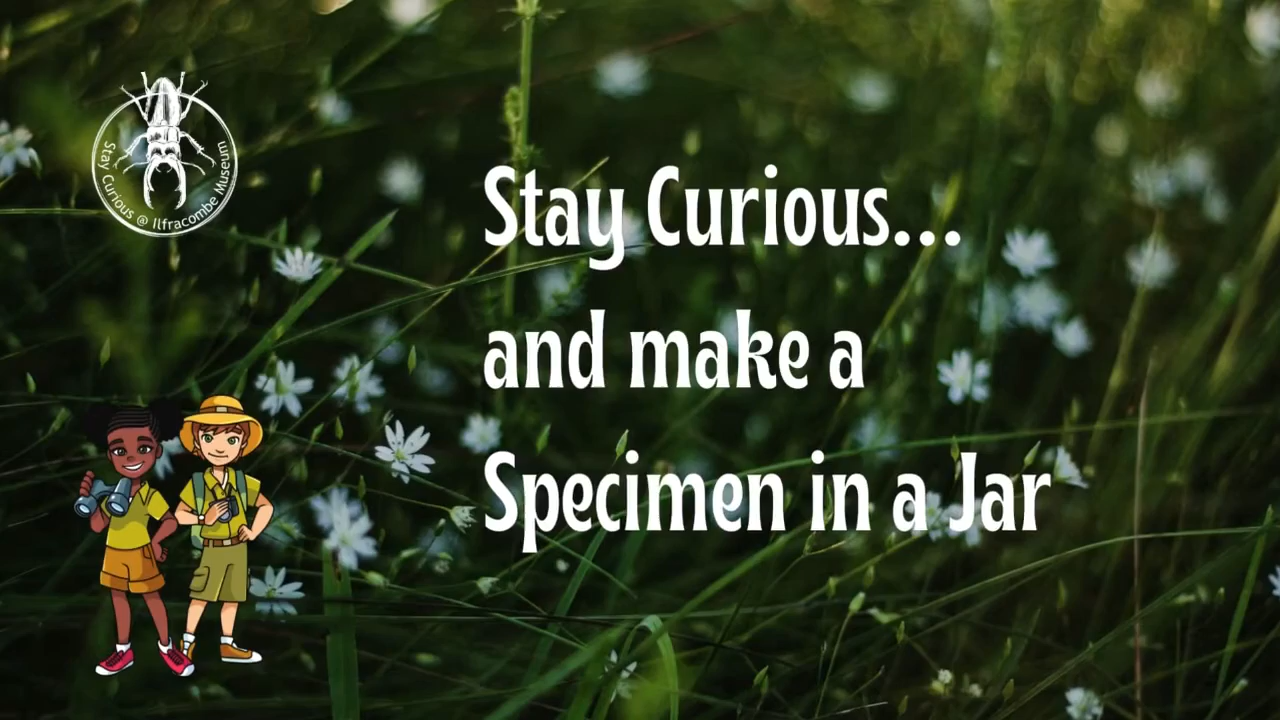 Stay Curious @ Ilfracombe Museum
Stay Curious...
and make a
Specimen in a Jar